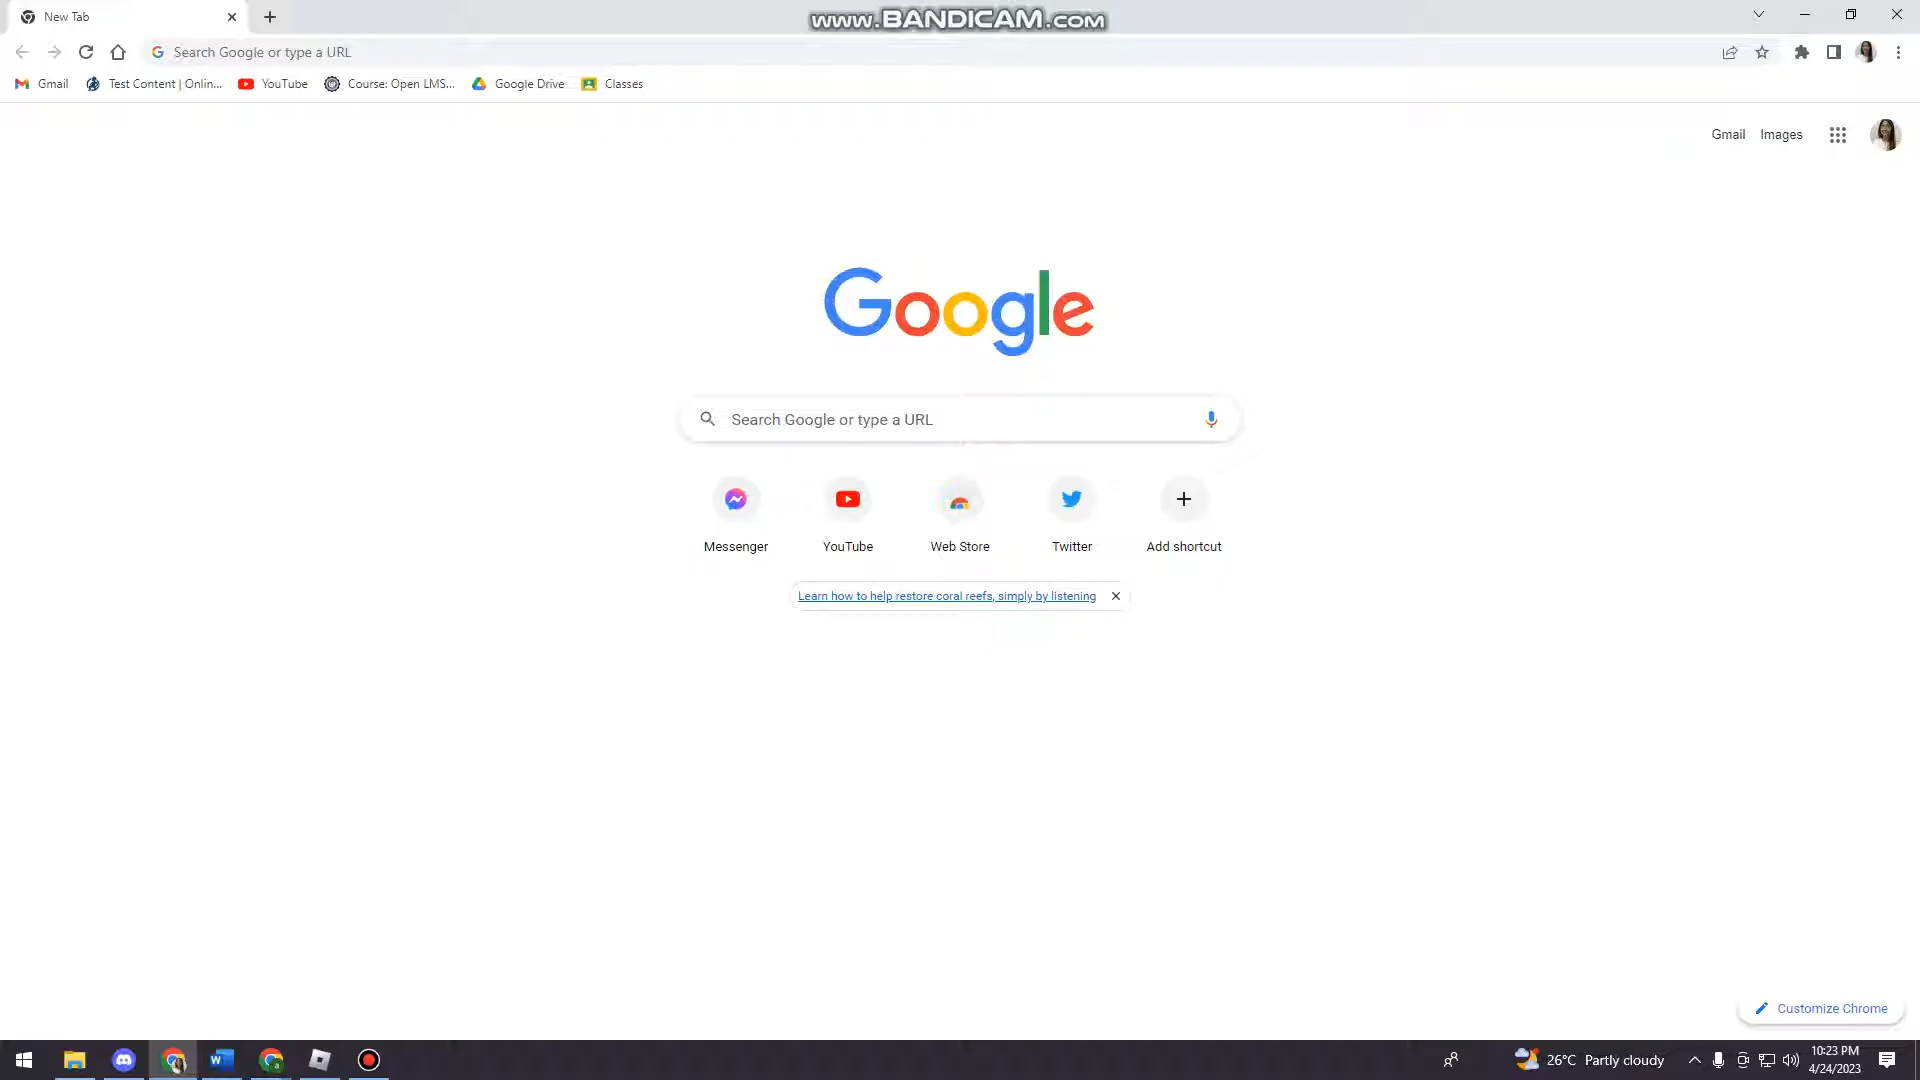 New Tab
www.BANDICAM.com
Search Google or type a URL
Gmail
Test Content | Onlin...
YouTube
Course: Open LMS...
Google Drive
Classes
Gmail
Images
Google
Search Google or type a URL
Messenger
YouTube
Web Store
Twitter
Add shortcut
Learn how to help restore coral reefs, simply by listening
Customize Chrome
26°C Partly cloudy
10:23 PM
4/24/2023